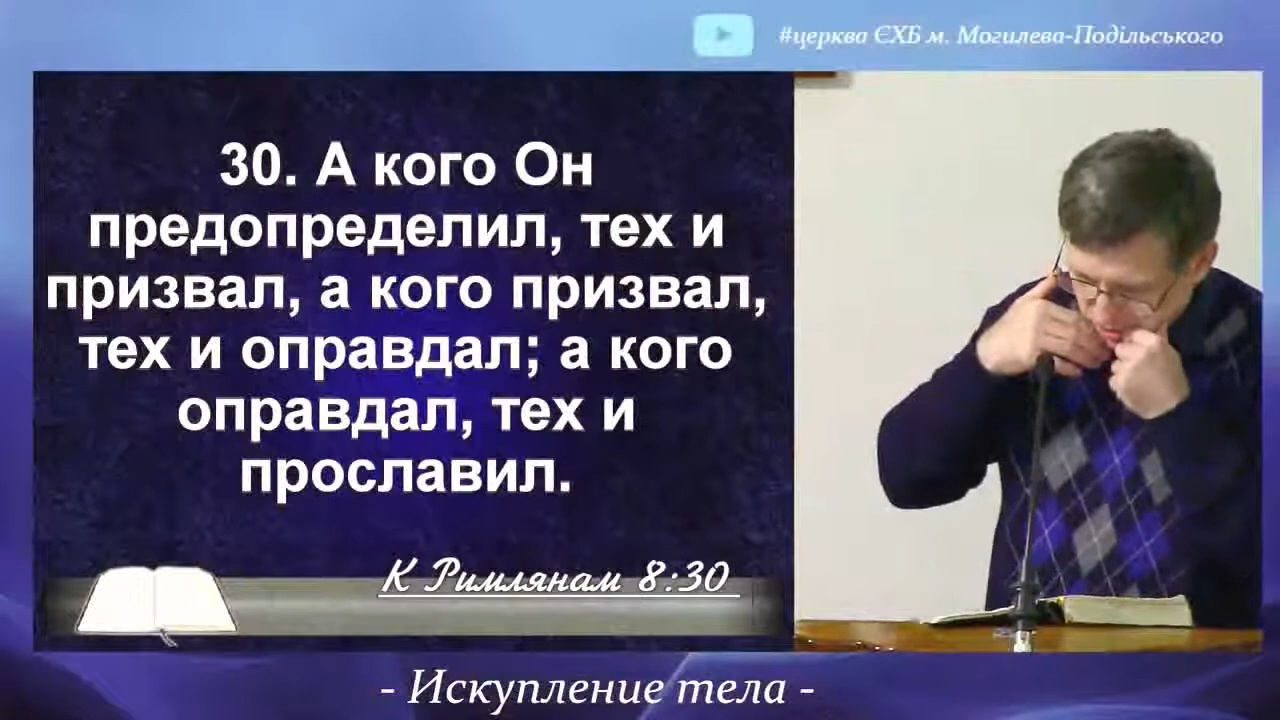 #церква ЄХБ м. Могилева-Подільського
30. А кого Он
предопределил, тех и
призвал, а кого призвал,
тех и оправдал; а кого
оправдал, тех и
прославил.
К Римлянам 8:30
- Искупление тела -